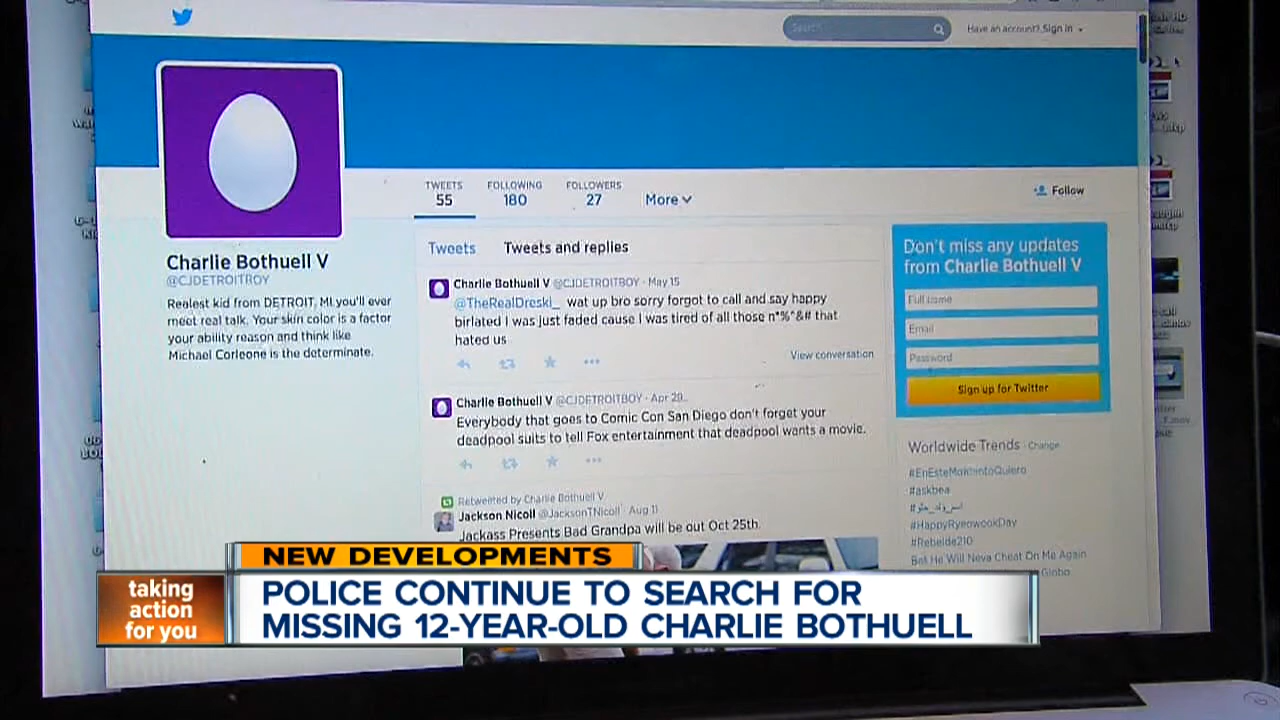 Search
Have an account? Sign in
TWEETS
55
FOLLOWING
180
FOLLOWERS
27
More
Follow
Charlie Bothuell V
@CJDETROITBOY
Realest kid from DETROIT, MI.you'll ever
meet real talk. Your skin color is a factor
your ability reason and think like
Michael Corleone is the determinate.
Tweets
Tweets and replies
Charlie Bothuell V @CJDETROITBOY · May 15
@TheRealDreski_ wat up bro sorry forgot to call and say happy
birlated I was just faded cause I was tired of all those n*%^&# that
hated us
View conversation
Charlie Bothuell V @CJDETROITBOY · Apr 29
Everybody that goes to Comic Con San Diego don't forget your
deadpool suits to tell Fox entertainment that deadpool wants a movie.
Retweeted by Charlie Bothuell V
Jackson Nicoll @JacksonTNicoll · Aug 11
Jackass Presents Bad Grandpa will be out Oct 25th.
Don't miss any updates
from Charlie Bothuell V
Full name
Email
Password
Sign up for Twitter
Worldwide Trends · Change
#EnEsteMomentoQuiero
#askbea
#HappyRyeowookDay
#Rebelde210
Bet He Will Neva Cheat On Me Again
Globo
NEW DEVELOPMENTS
taking
action
for you
POLICE CONTINUE TO SEARCH FOR
MISSING 12-YEAR-OLD CHARLIE BOTHUELL